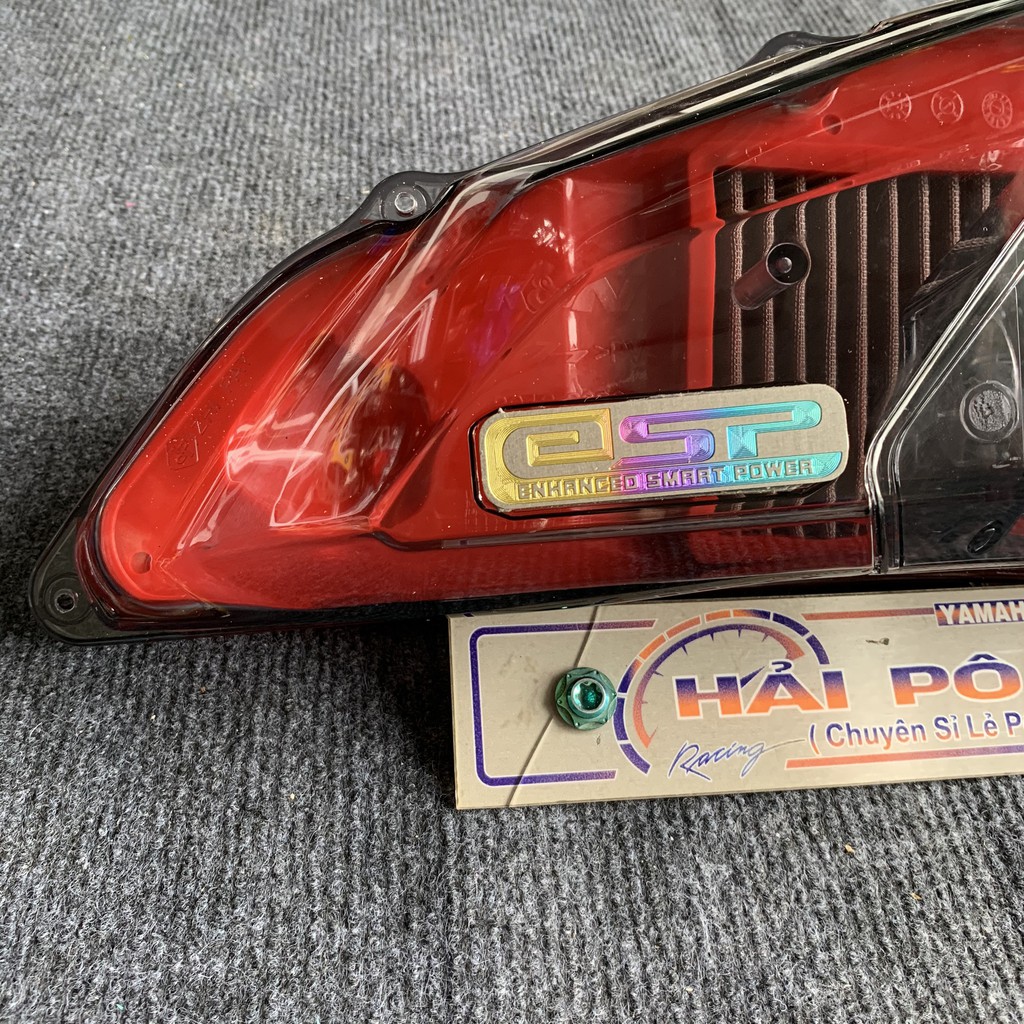 eSP
ENHANCED SMART POWER
YAMAH
HẢI PÔ
Racing
( Chuyên Sỉ Lẻ P